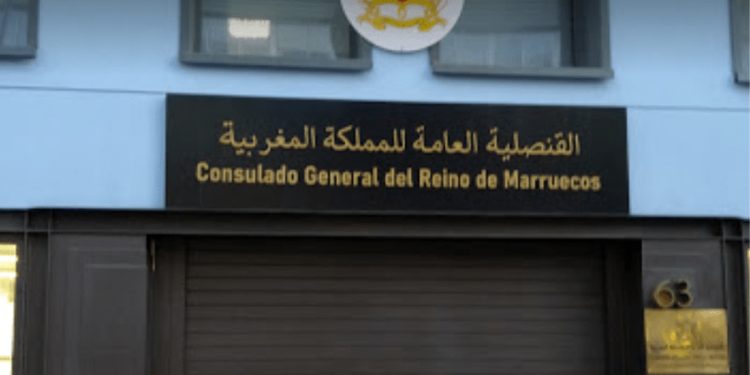 القنصلية العامة للمملكة المغربية
Consulado General del Reino de Marruecos
63